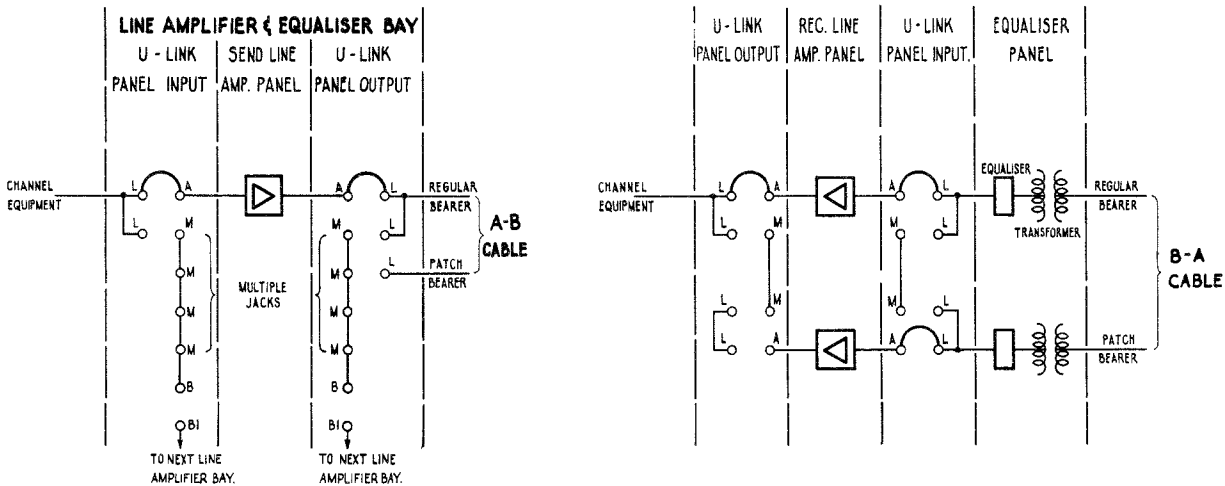 LINE AMPLIFIER & EQUALISER BAY
U - LINK
PANEL INPUT
SEND LINE
AMP. PANEL
U - LINK
PANEL OUTPUT
CHANNEL
EQUIPMENT
L
A
A
L
REGULAR
BEARER
L
M
M
L
A-B
CABLE
M
M
L
PATCH
BEARER
MULTIPLE
JACKS
M
M
M
M
B
B
B1
B1
TO NEXT LINE
AMPLIFIER BAY.
TO NEXT LINE
AMPLIFIER BAY.
U-LINK
PANEL OUTPUT
REC. LINE
AMP. PANEL
U-LINK
PANEL INPUT.
EQUALISER
PANEL
CHANNEL
EQUIPMENT
L
A
A
L
EQUALISER
TRANSFORMER
REGULAR
BEARER
L
M
M
L
B-A
CABLE
L
M
M
L
L
A
A
L
PATCH
BEARER